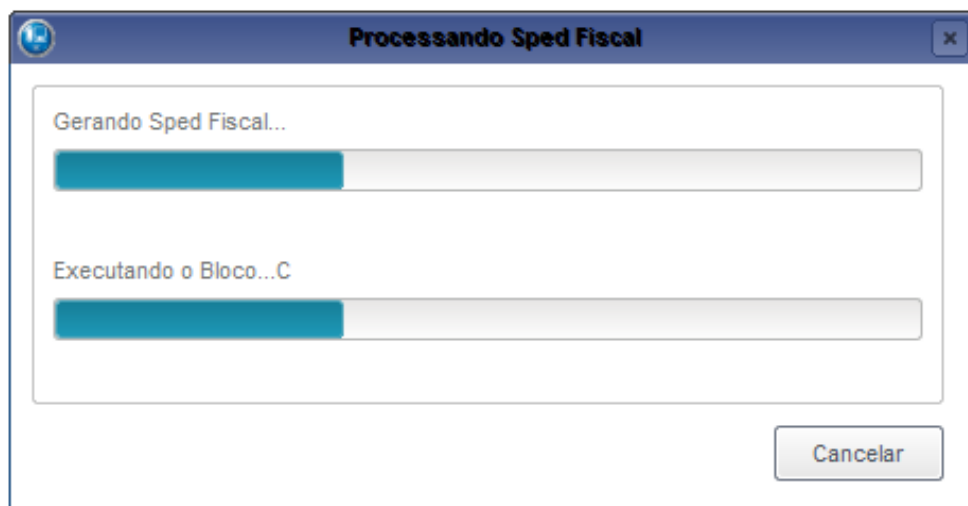 Processando Sped Fiscal
Gerando Sped Fiscal...
Executando o Bloco...C
Cancelar